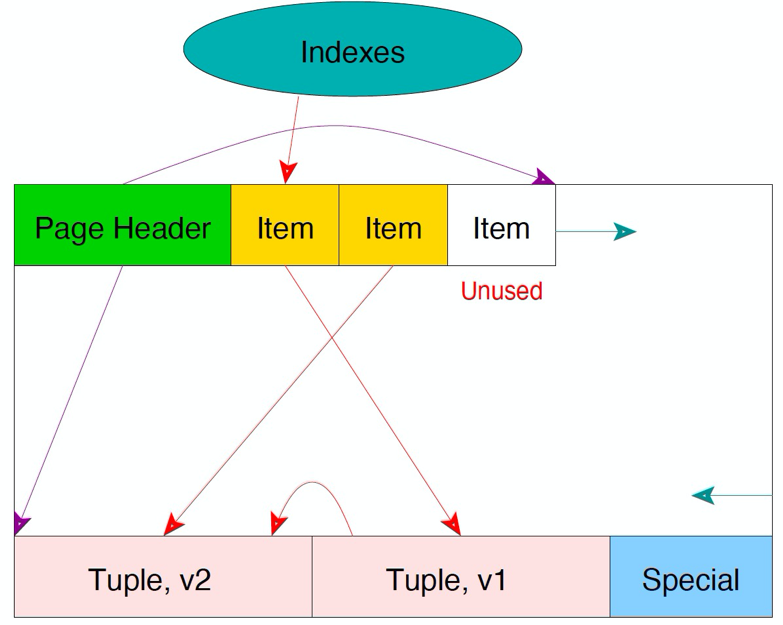 Indexes
Page Header
Item
Item
Item
Unused
Tuple, v2
Tuple, v1
Special